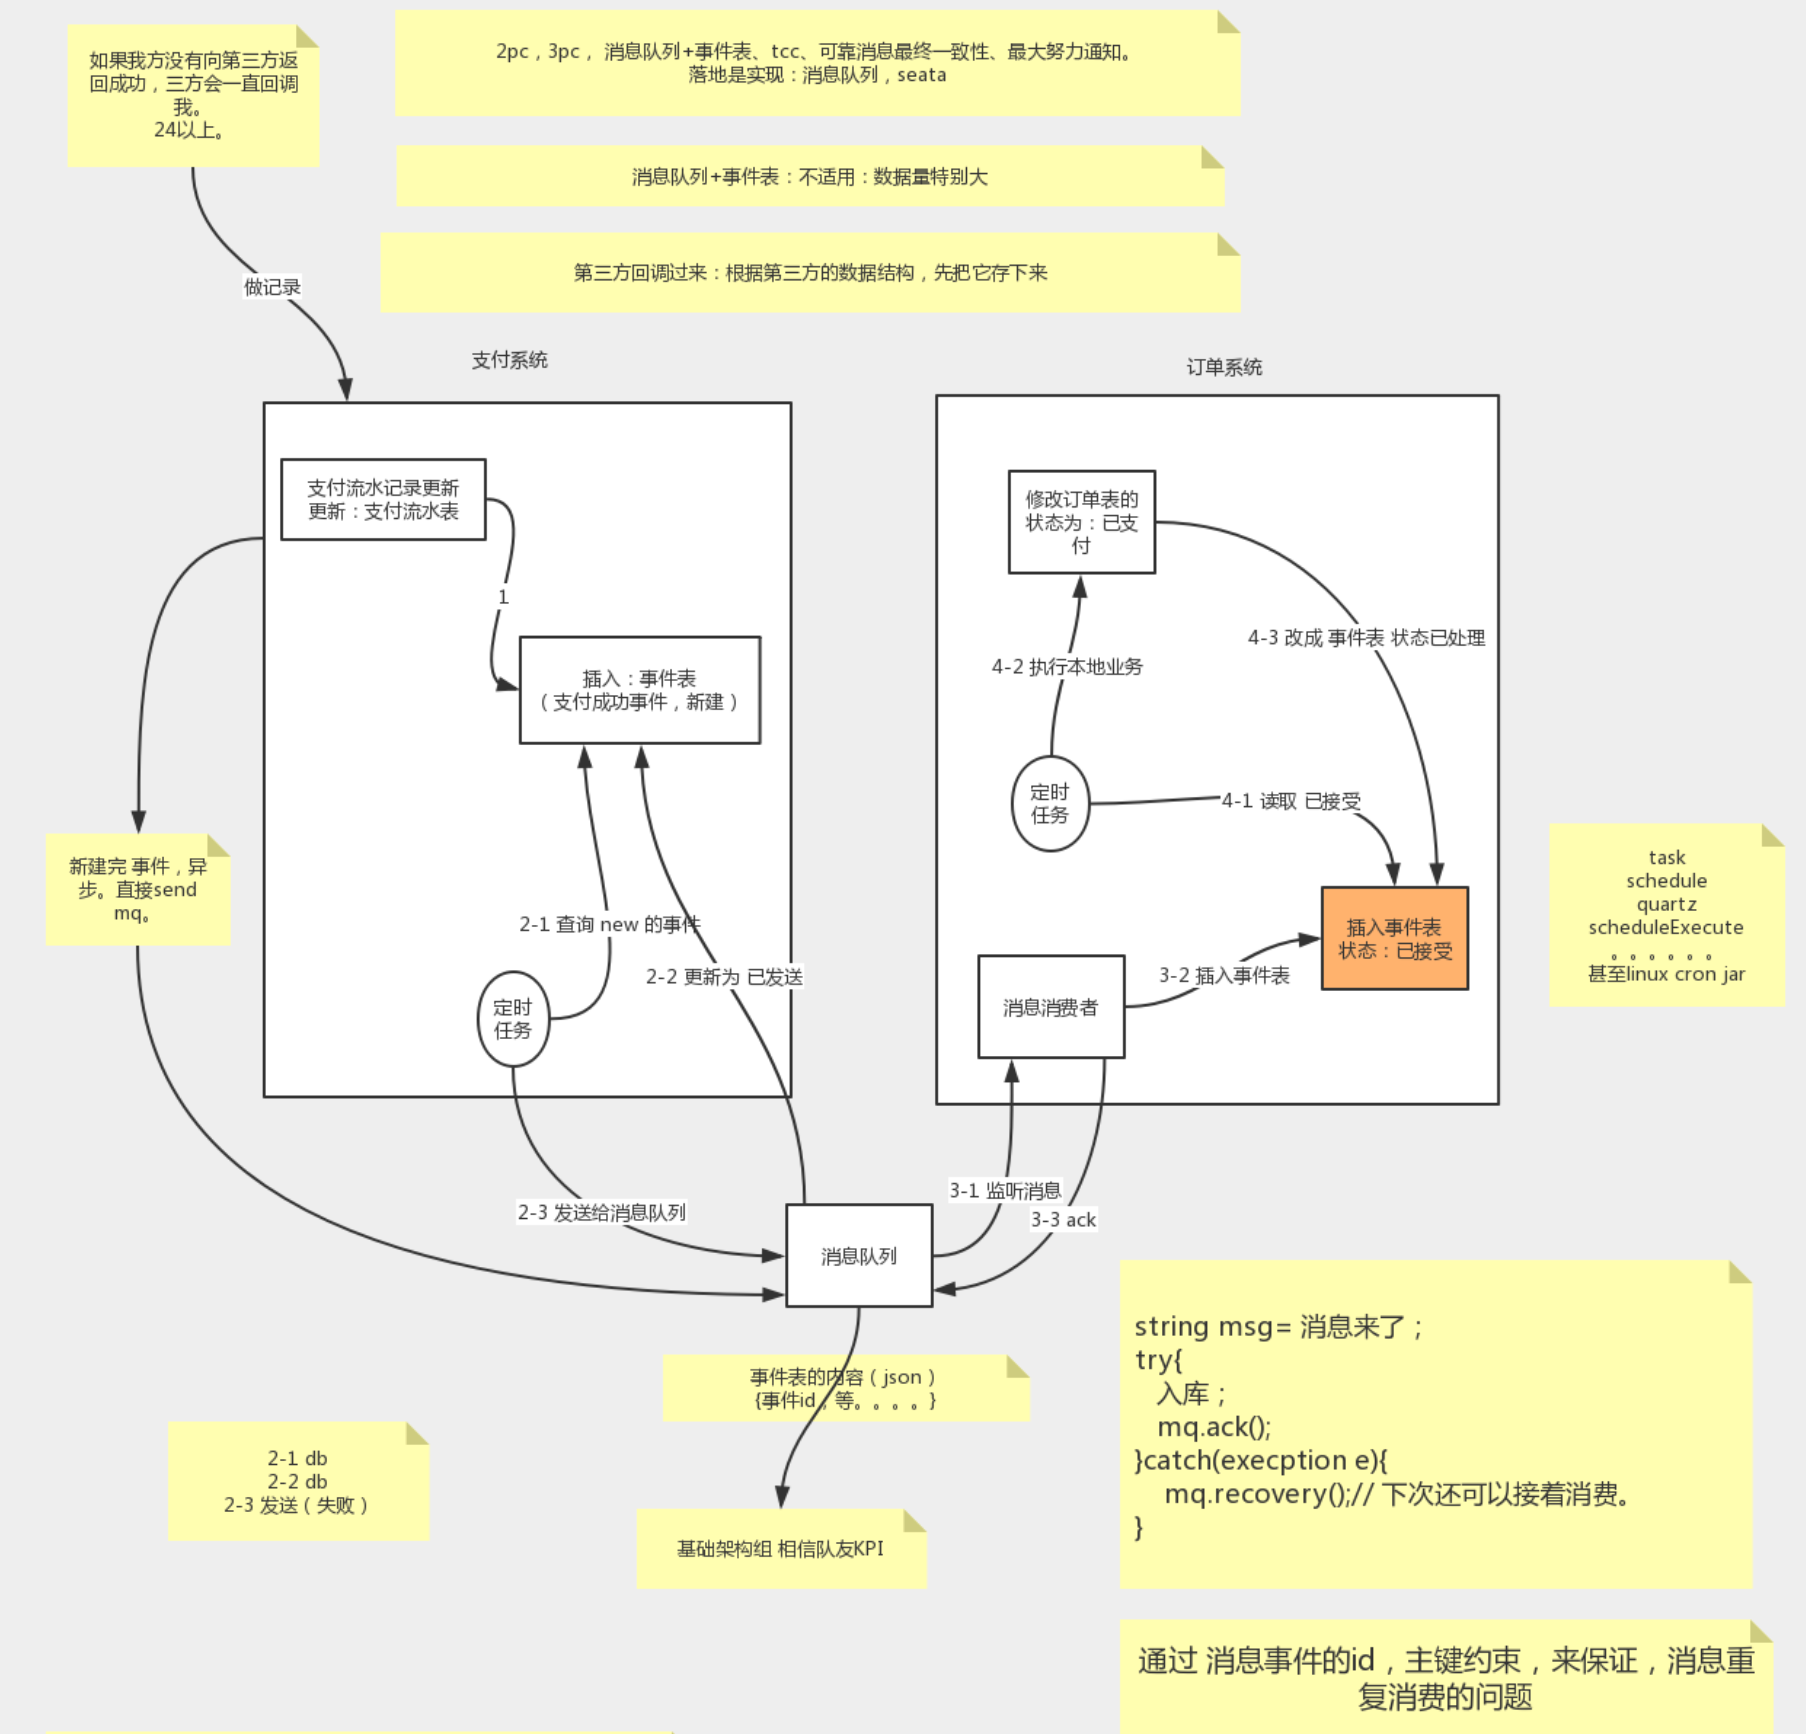 如果我方没有向第三方返
回成功，三方会一直回调
我。
24以上。
2pc，3pc， 消息队列+事件表、tcc、可靠消息最终一致性、最大努力通知。
落地是实现：消息队列，seata
消息队列+事件表：不适用：数据量特别大
第三方回调过来：根据第三方的数据结构，先把它存下来
做记录
支付系统
订单系统
支付流水记录更新
更新：支付流水表
1
插入：事件表
（支付成功事件，新建）
修改订单表的
状态为：已支
付
4-3 改成 事件表 状态已处理
4-2 执行本地业务
定时
任务
4-1 读取 已接受
新建完 事件，异
步。直接send
mq。
2-1 查询 new 的事件
2-2 更新为 已发送
定时
任务
插入事件表
状态：已接受
3-2 插入事件表
消息消费者
task
schedule
quartz
scheduleExecute
。。。。。。
甚至linux cron jar
2-3 发送给消息队列
3-1 监听消息
3-3 ack
消息队列
事件表的内容（json）
{事件id，等。。。。}
2-1 db
2-2 db
2-3 发送（失败）
基础架构组 相信队友KPI
string msg= 消息来了；
try{
入库；
mq.ack();
}catch(execption e){
mq.recovery();// 下次还可以接着消费。
}
通过 消息事件的id，主键约束，来保证，消息重
复消费的问题